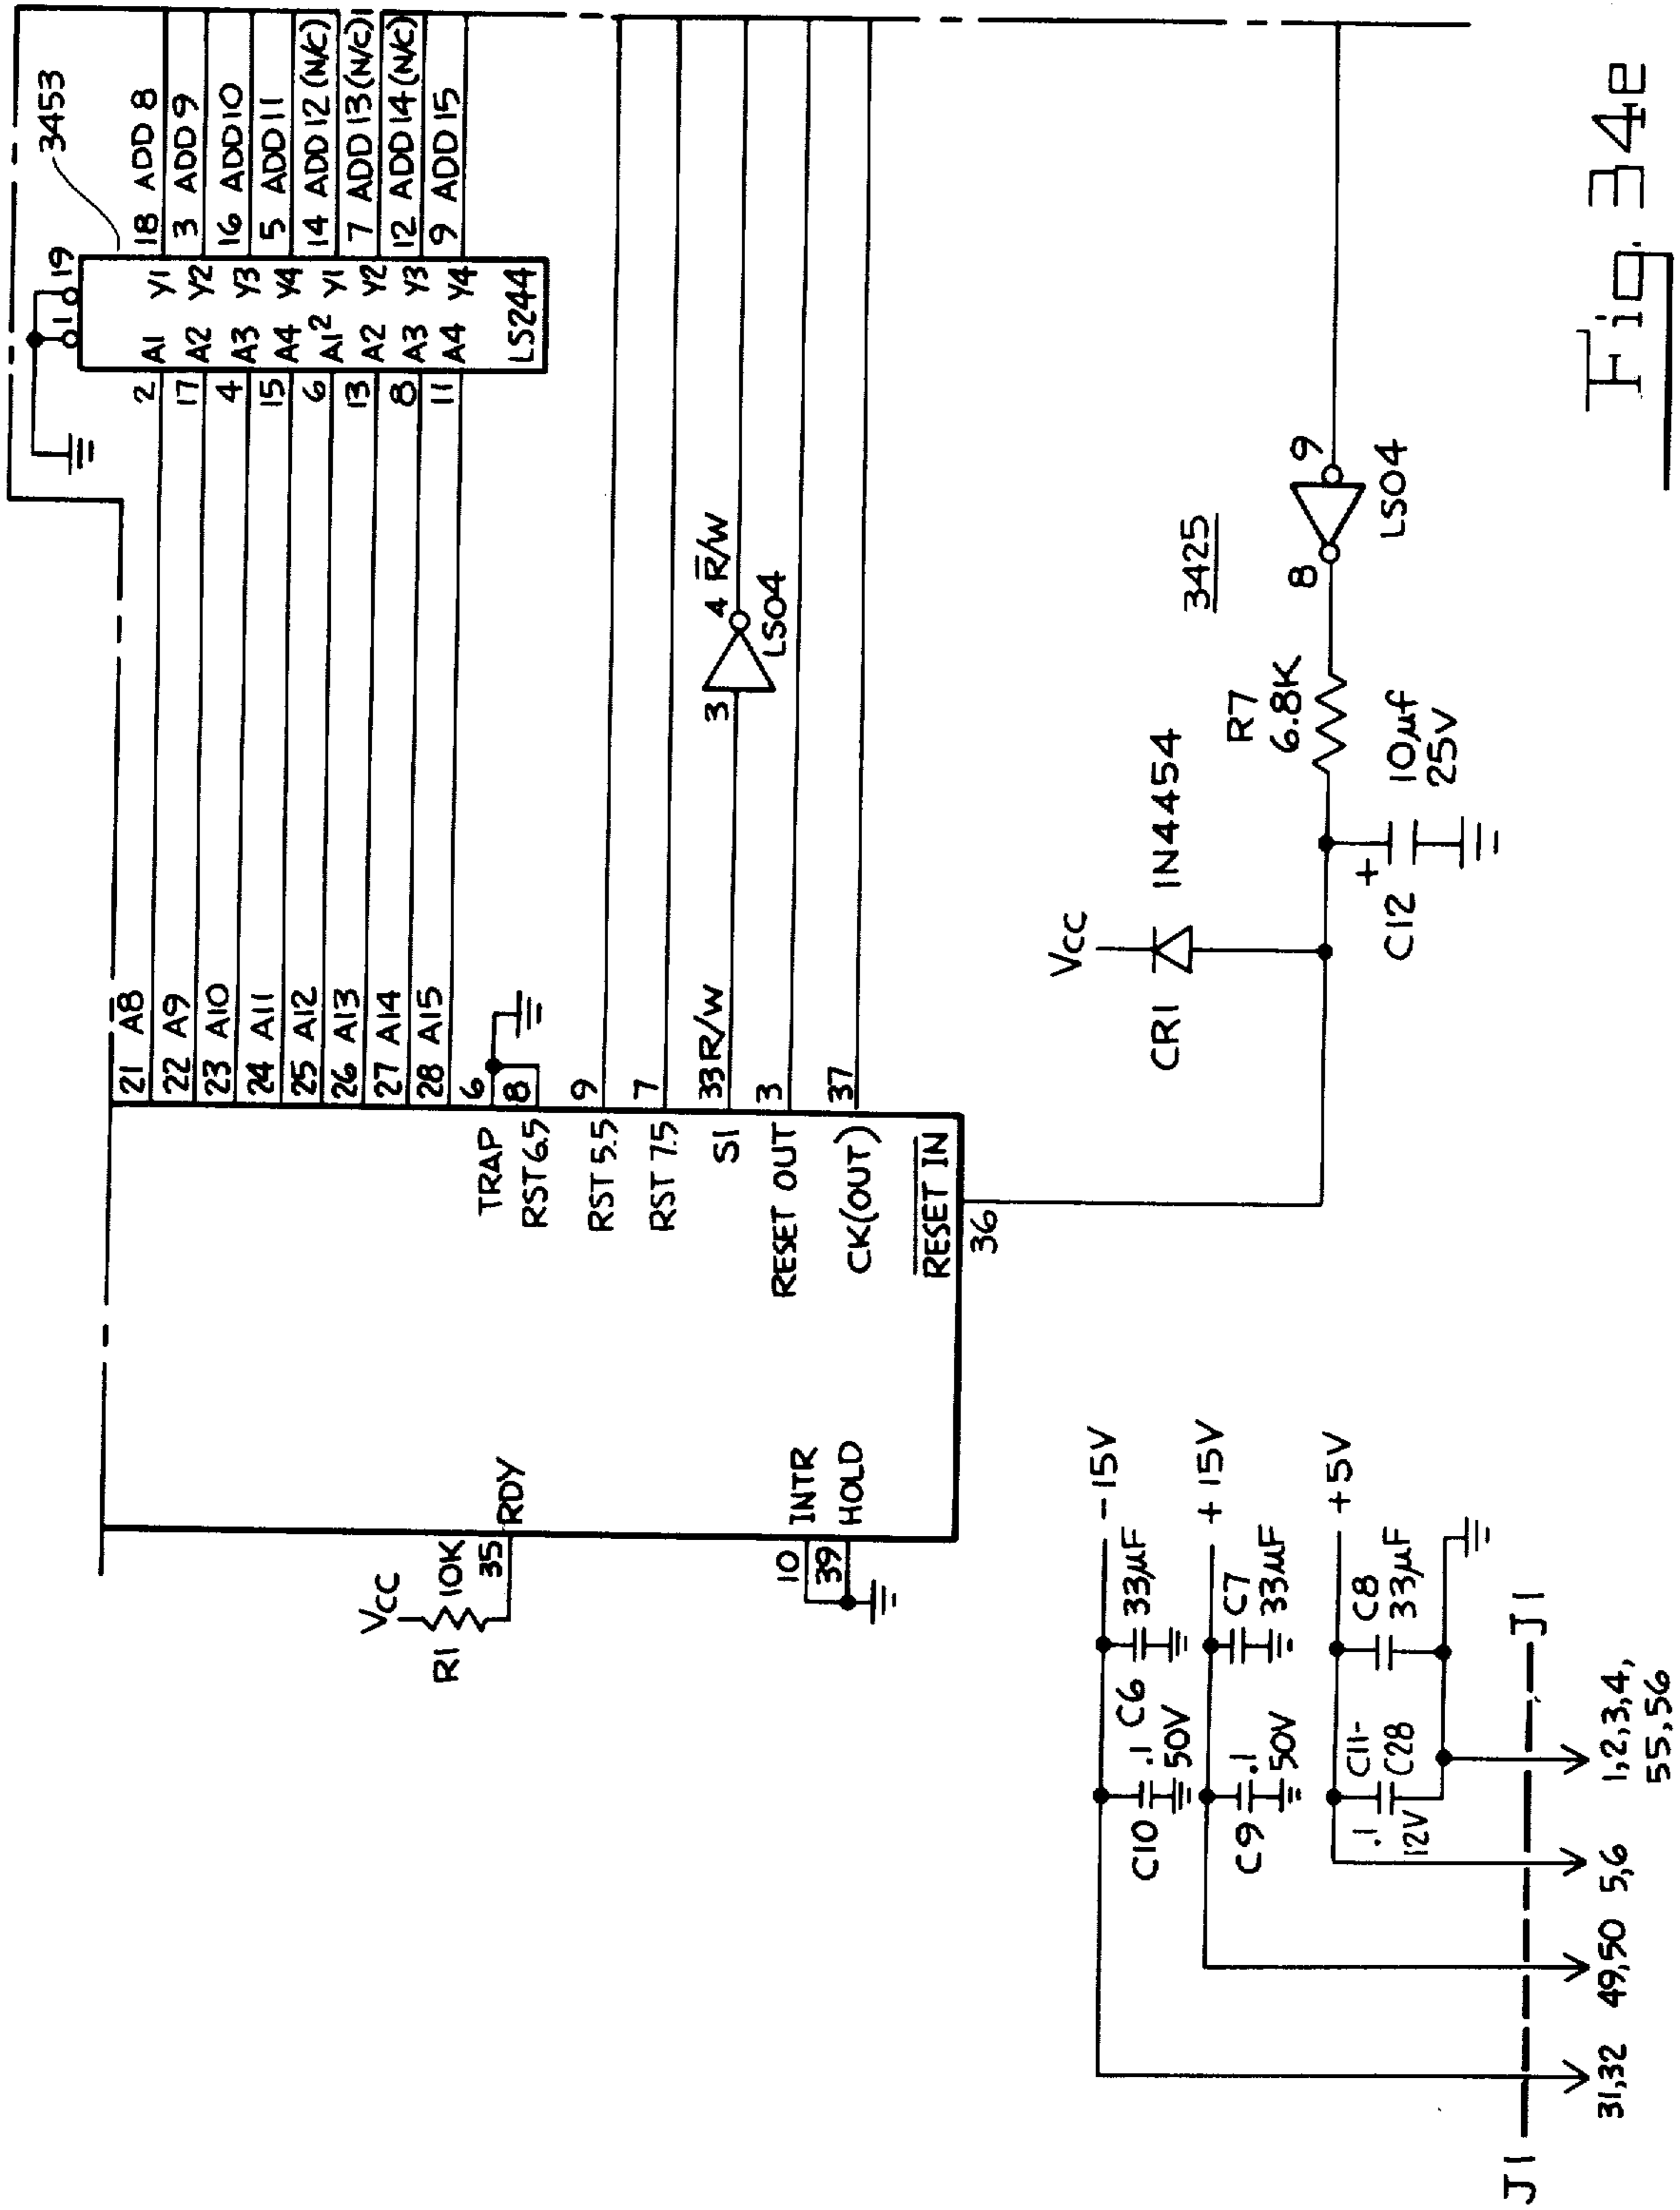 3453
1 19
2 A1 Y1 18 ADD 8
17 A2 Y2 3 ADD 9
4 A3 Y3 16 ADD 10
15 A4 Y4 5 ADD 11
6 A1 2 Y1 14 ADD 12 (N/C)
13 A2 Y2 7 ADD 13 (N/C)
8 A3 Y3 12 ADD 14 (N/C)
11 A4 Y4 9 ADD 15
LS244
21 A8
22 A9
23 A10
24 A11
25 A12
26 A13
27 A14
28 A15
TRAP 6
RST 6.5 8
RST 5.5 9
RST 7.5 7
S1 33 R/W
3 4 R̅/W
LS04
RESET OUT 3
CK(OUT) 37
R̅E̅S̅E̅T̅ I̅N̅
36
VCC
R1 10K
35 RDY
10 INTR
39 HOLD
VCC
CR1 1N4454
R7
6.8K
3425
8 9
LS04
+
C12 10µf
25V
-15V
C10 .1
50V
C6 33µF
+15V
C9 .1
50V
C7
33µF
+5V
.1
12V
C11-
C28
C8
33µF
J1 J1
31,32 49,50 5,6 1,2,3,4,
55,56
Fig. 34e